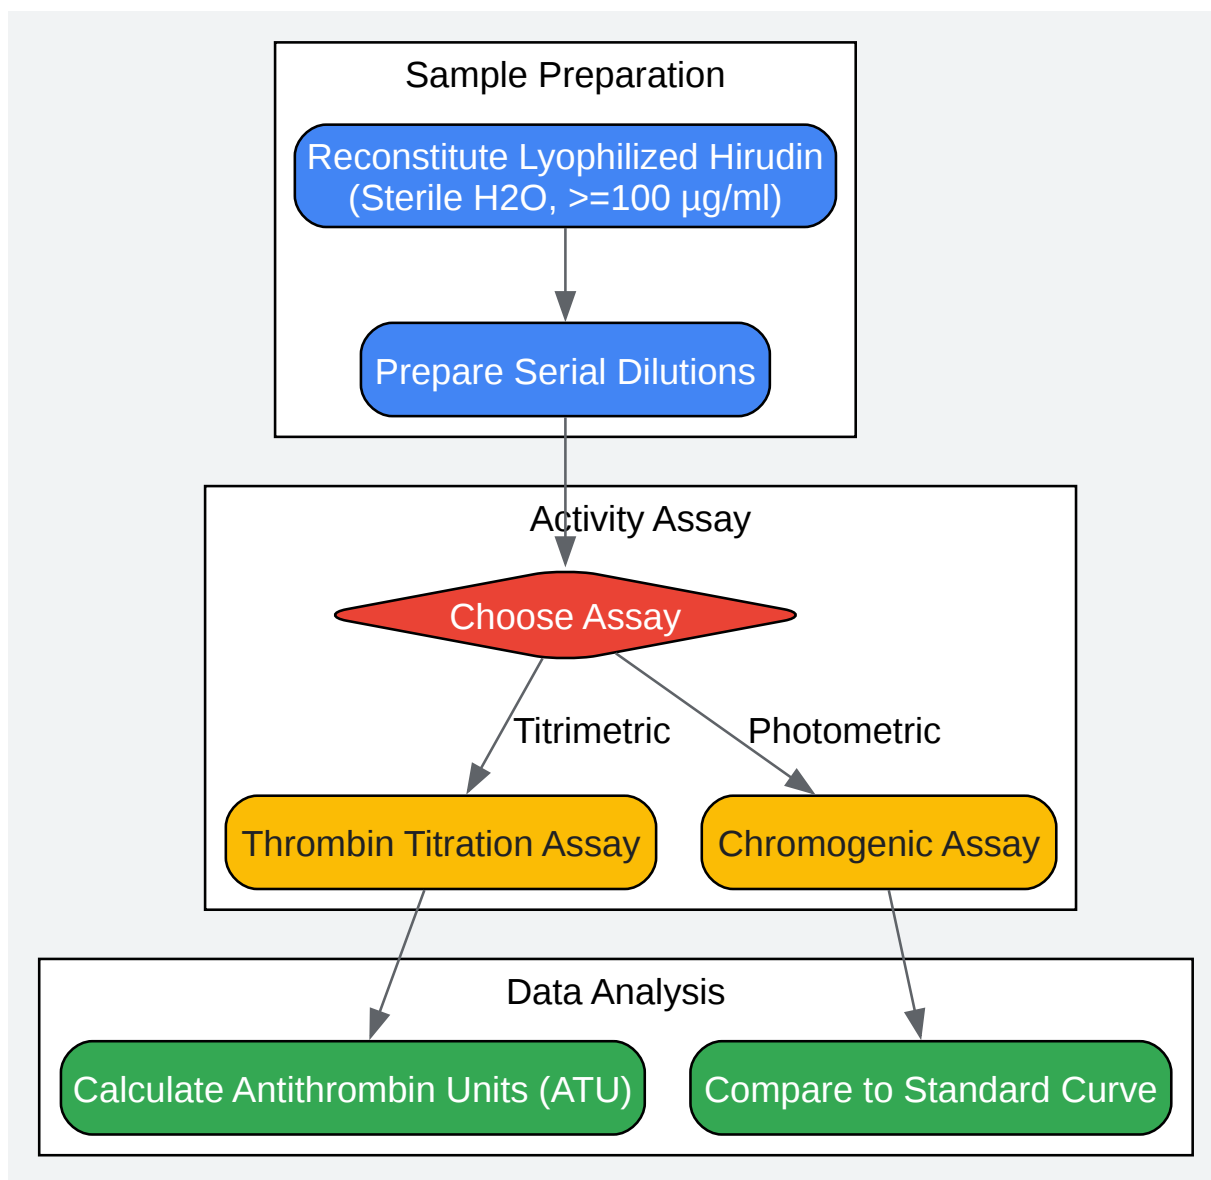 Sample Preparation
Reconstitute Lyophilized Hirudin
(Sterile H2O, >=100 µg/ml)
Prepare Serial Dilutions
Activity Assay
Choose Assay
Titrimetric
Photometric
Thrombin Titration Assay
Chromogenic Assay
Data Analysis
Calculate Antithrombin Units (ATU)
Compare to Standard Curve